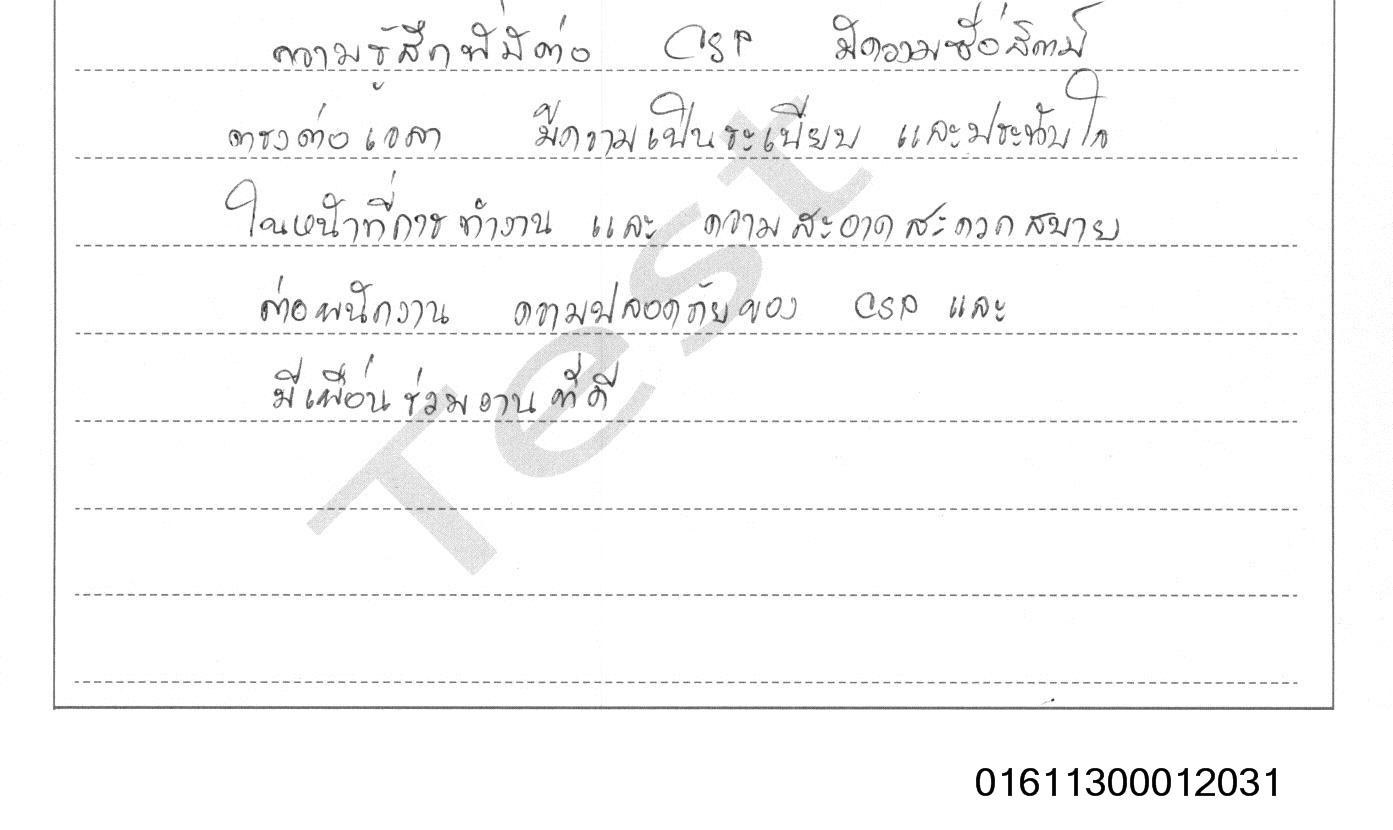 ความรู้สึกที่มีต่อ CSP มีความซื่อสัตย์
ตรงต่อเวลา มีความเป็นระเบียบ และประทับใจ
ในหน้าที่การทำงาน และ ความสะอาดสะดวกสบาย
ต่อพนักงาน ความปลอดภัยของ CSP และ
มีเพื่อนร่วมงานที่ดี
Test
01611300012031